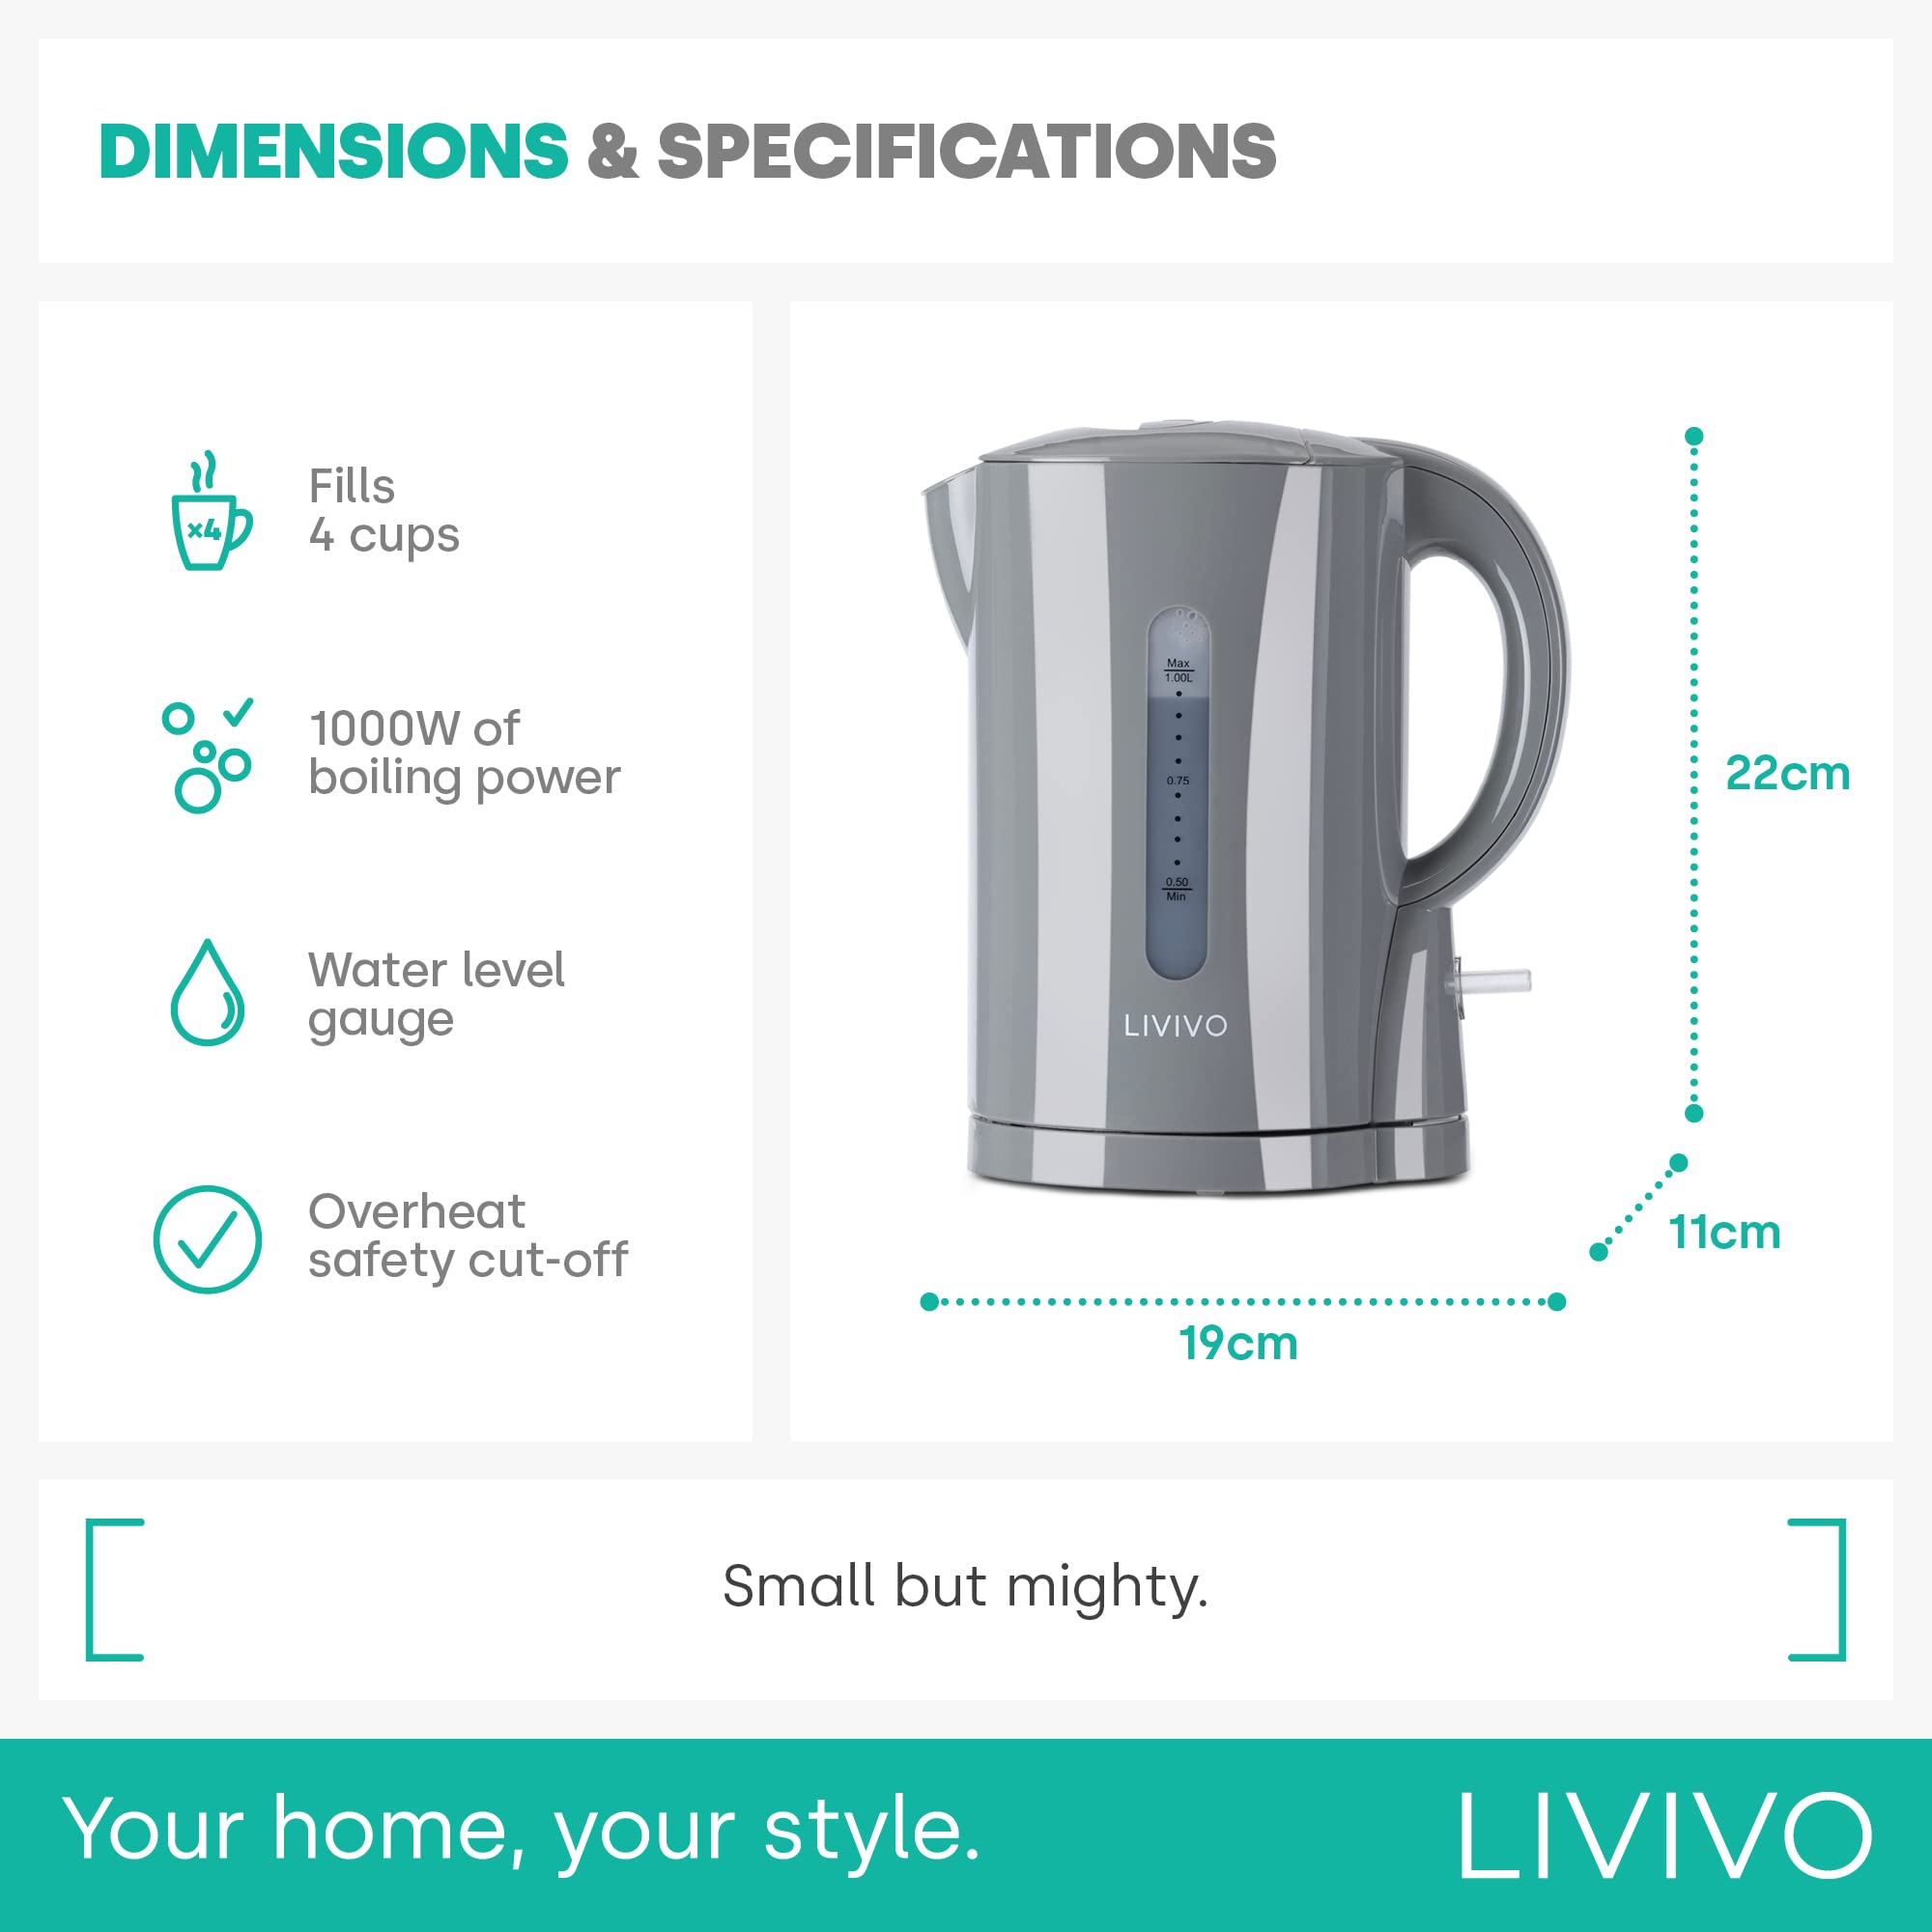 DIMENSIONS & SPECIFICATIONS
x4
Fills
4 cups
1000W of
boiling power
Water level
gauge
Overheat
safety cut-off
Max
1.00L
0.75
0.50
Min
LIVIVO
22cm
11cm
19cm
Small but mighty.
Your home, your style.
LIVIVO